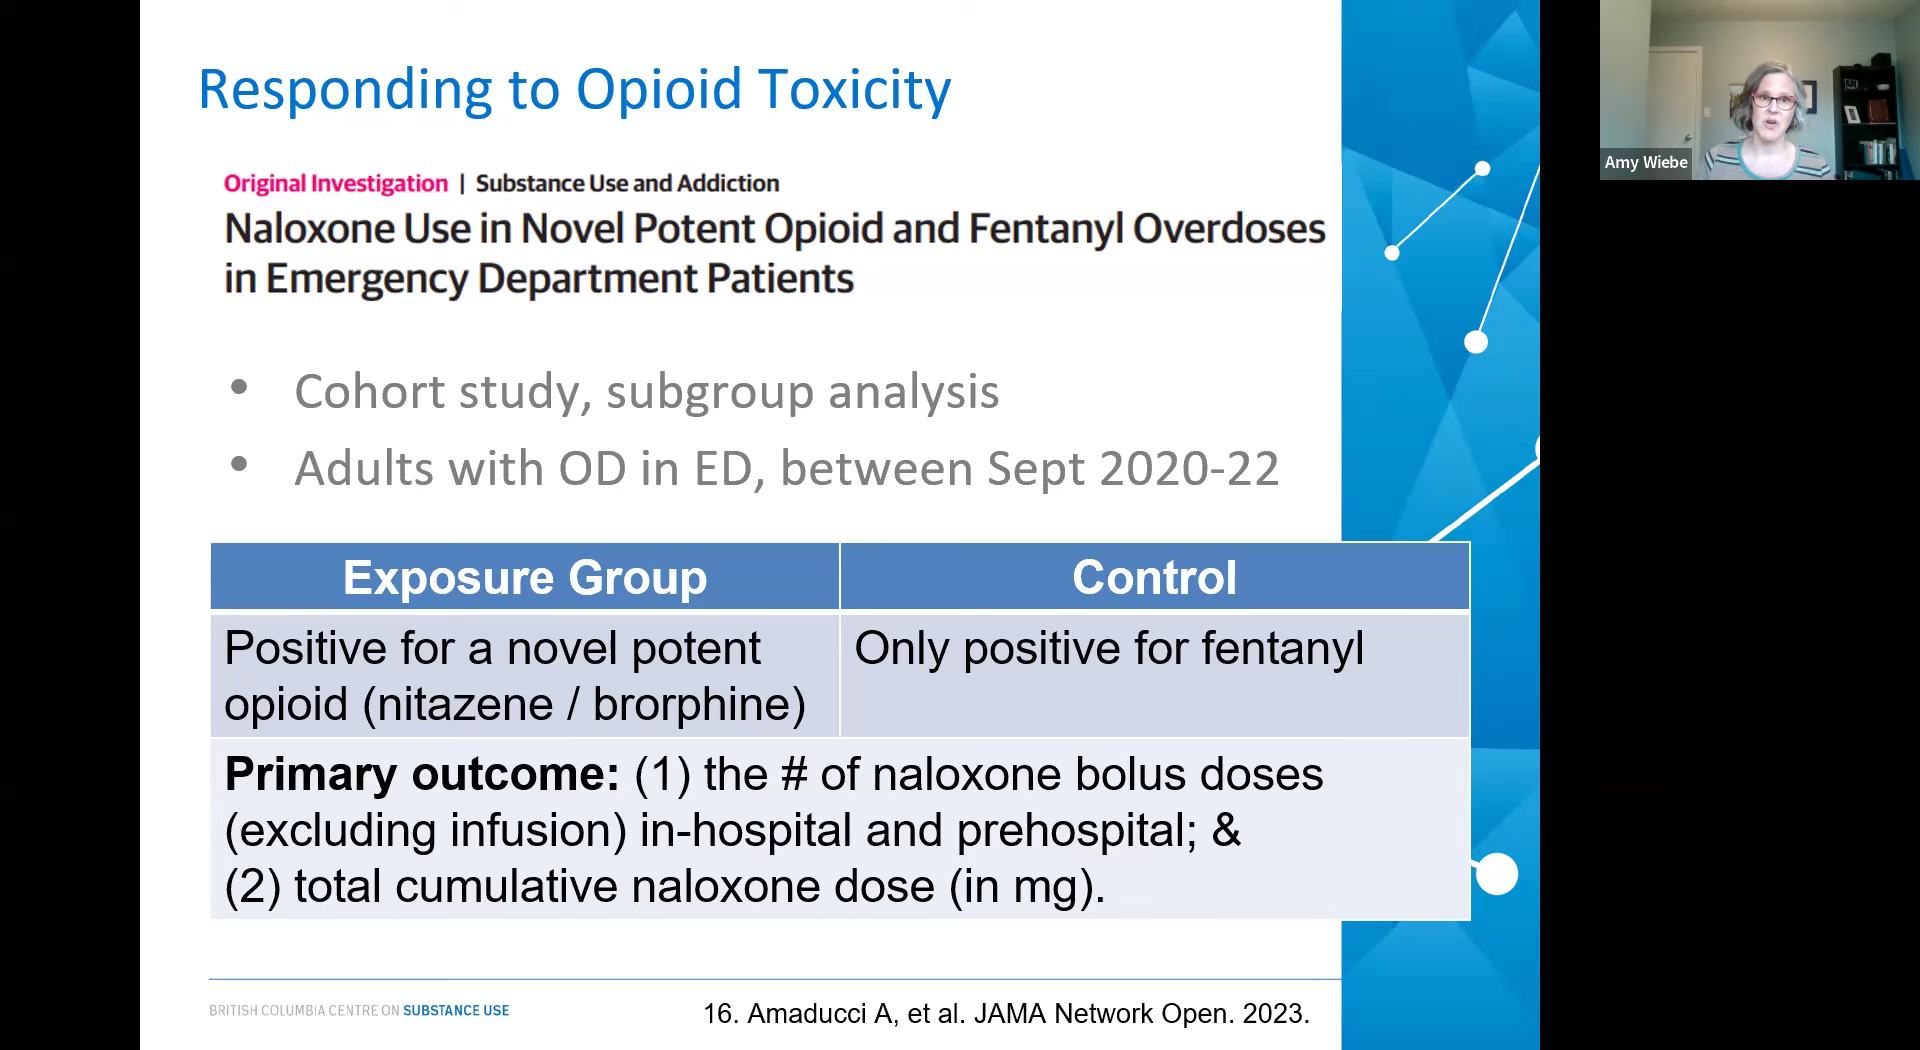 Responding to Opioid Toxicity
Original Investigation | Substance Use and Addiction
Naloxone Use in Novel Potent Opioid and Fentanyl Overdoses
in Emergency Department Patients
• Cohort study, subgroup analysis
• Adults with OD in ED, between Sept 2020-22
Exposure Group
Control
Positive for a novel potent
opioid (nitazene / brorphine)
Only positive for fentanyl
Primary outcome: (1) the # of naloxone bolus doses
(excluding infusion) in-hospital and prehospital; &
(2) total cumulative naloxone dose (in mg).
BRITISH COLUMBIA CENTRE ON SUBSTANCE USE
16. Amaducci A, et al. JAMA Network Open. 2023.
Amy Wiebe